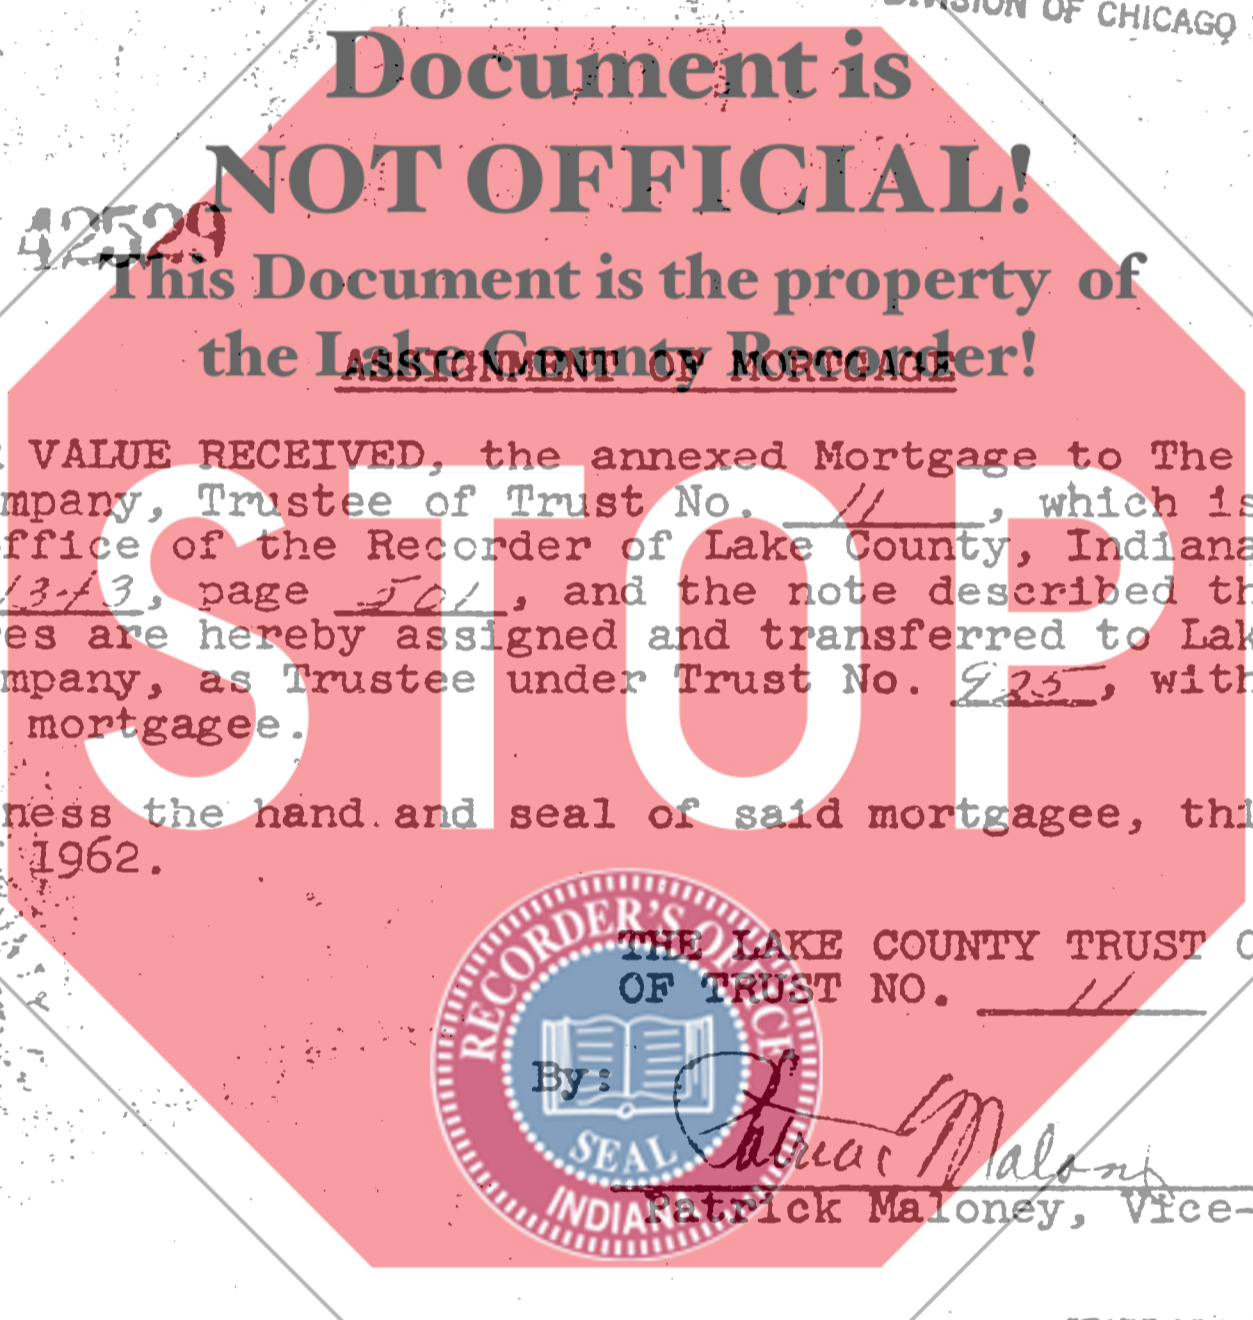 DIVISION OF CHICAGO
Document is
NOT OFFICIAL!
42529
This Document is the property of
the Lake County Recorder!
ASSIGNMENT OF MORTGAGE
VALUE RECEIVED, the annexed Mortgage to The
mpany, Trustee of Trust No. 11, which is
ffice of the Recorder of Lake County, Indiana
page 501, and the note described th
es are hereby assigned and transferred to Lak
mpany, as Trustee under Trust No. 925, with
mortgagee.
STOP
ness the hand and seal of said mortgagee, thi
1962.
RECORDER'S OFFICE
SEAL
INDIANA
THE LAKE COUNTY TRUST C
OF TRUST NO. 11
By: Patrick Maloney
Patrick Maloney, Vice-